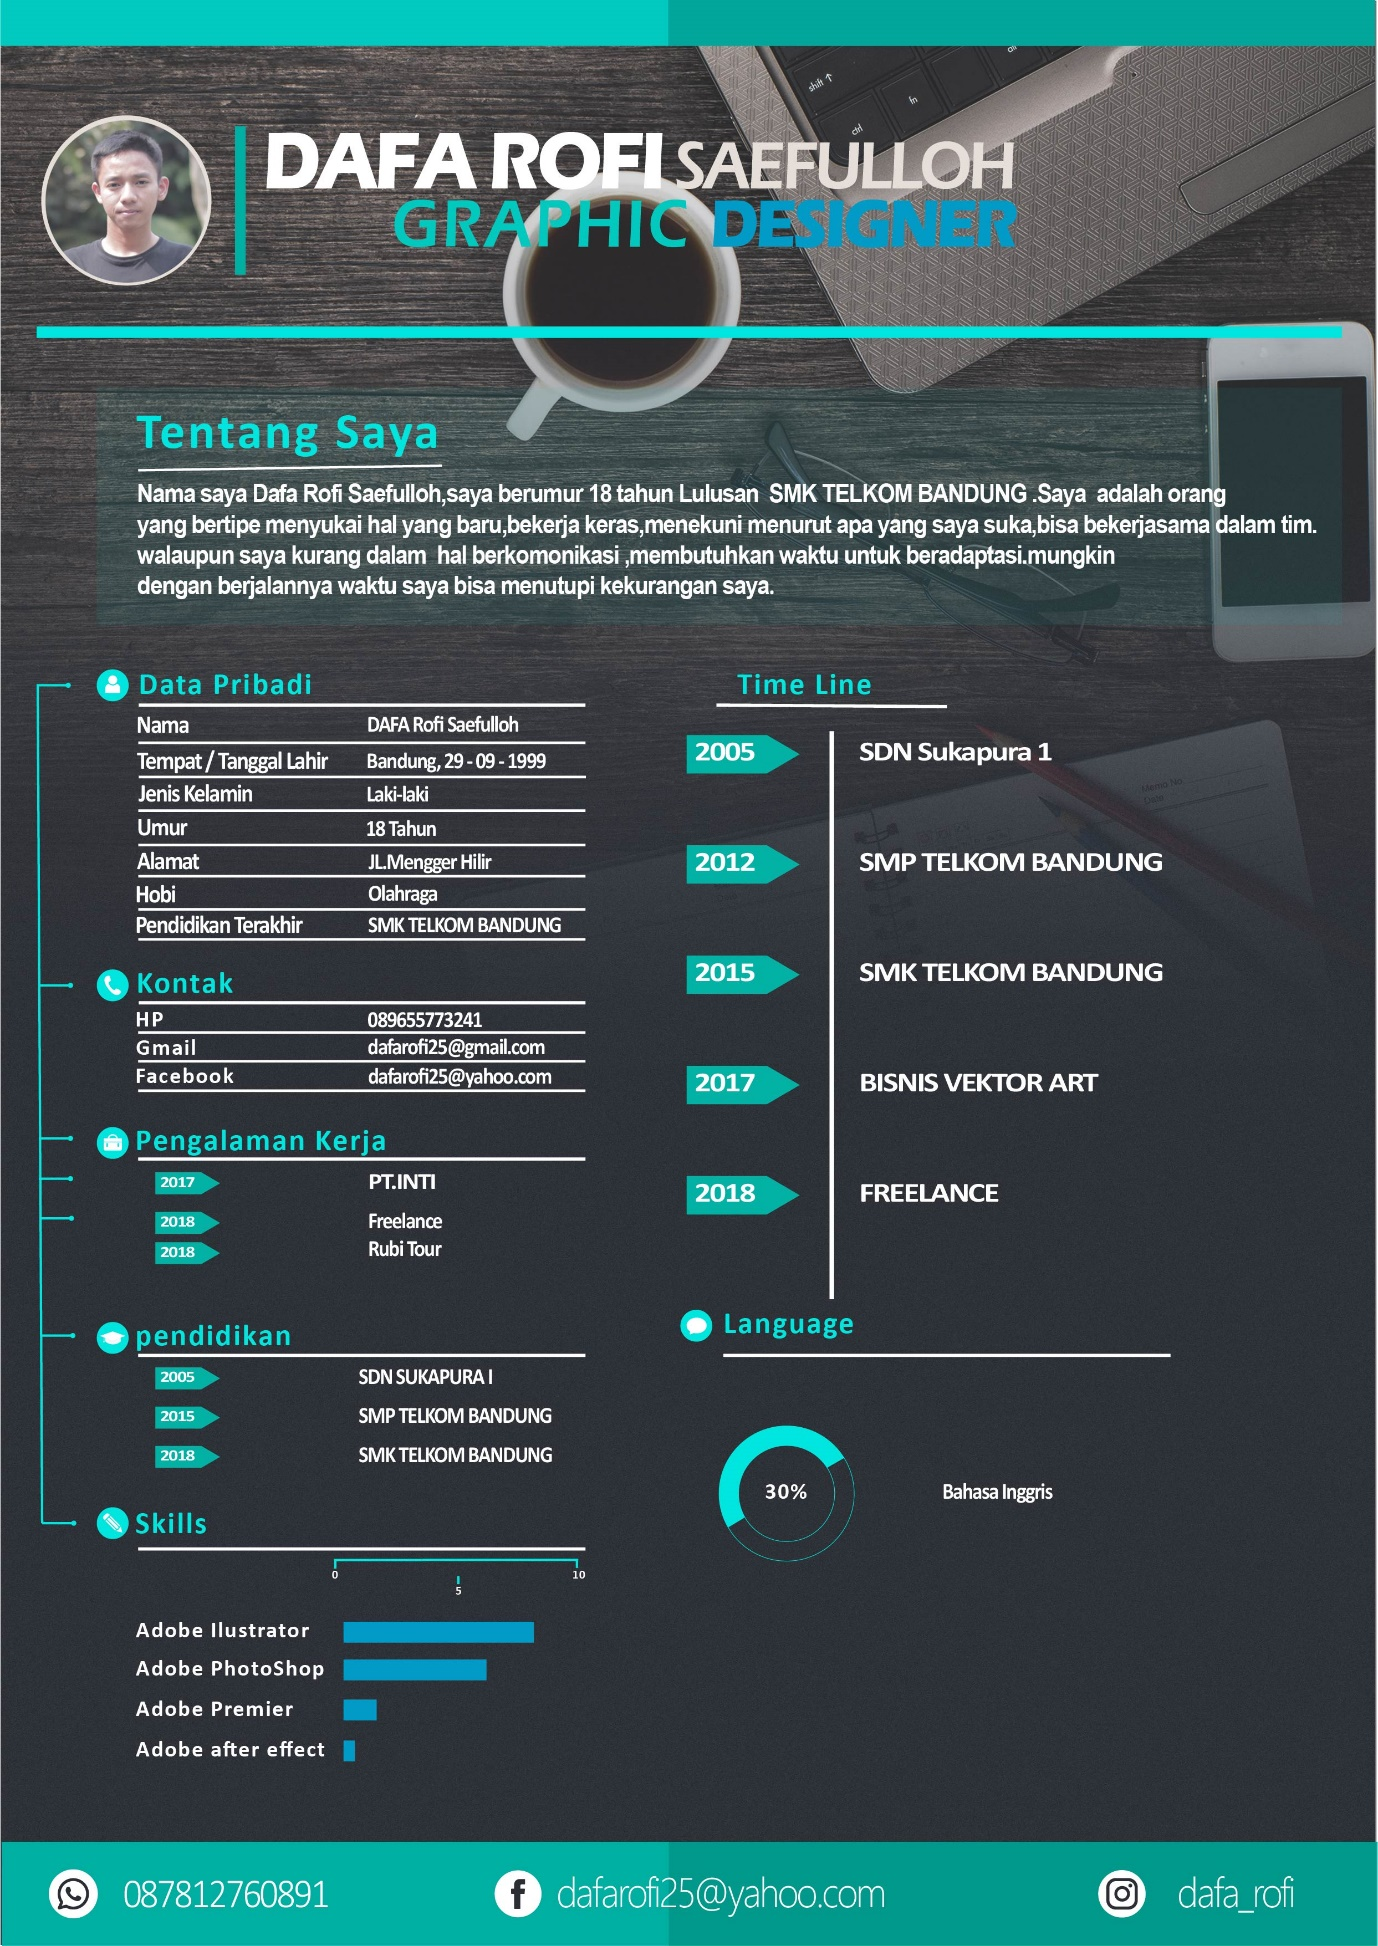 shift ↑
fn
ctrl
alt
DAFA ROFI SAEFULLOH
GRAPHIC DESIGNER
Tentang Saya
Nama saya Dafa Rofi Saefulloh,saya berumur 18 tahun Lulusan  SMK TELKOM BANDUNG .Saya  adalah orang
yang bertipe menyukai hal yang baru,bekerja keras,menekuni menurut apa yang saya suka,bisa bekerjasama dalam tim.
walaupun saya kurang dalam  hal berkomonikasi ,membutuhkan waktu untuk beradaptasi.mungkin
dengan berjalannya waktu saya bisa menutupi kekurangan saya.
Data Pribadi
Nama DAFA Rofi Saefulloh
Tempat / Tanggal Lahir Bandung, 29 - 09 - 1999
Jenis Kelamin Laki-laki
Umur 18 Tahun
Alamat JL.Mengger Hilir
Hobi Olahraga
Pendidikan Terakhir SMK TELKOM BANDUNG
Kontak
HP 089655773241
Gmail dafarofi25@gmail.com
Facebook dafarofi25@yahoo.com
Pengalaman Kerja
2017 PT.INTI
2018 Freelance
2018 Rubi Tour
pendidikan
2005 SDN SUKAPURA I
2015 SMP TELKOM BANDUNG
2018 SMK TELKOM BANDUNG
Skills
0 5 10
Adobe Ilustrator
Adobe PhotoShop
Adobe Premier
Adobe after effect
Time Line
2005 SDN Sukapura 1
Memo No.
Date
2012 SMP TELKOM BANDUNG
2015 SMK TELKOM BANDUNG
2017 BISNIS VEKTOR ART
2018 FREELANCE
Language
30% Bahasa Inggris
087812760891
dafarofi25@yahoo.com
dafa_rofi